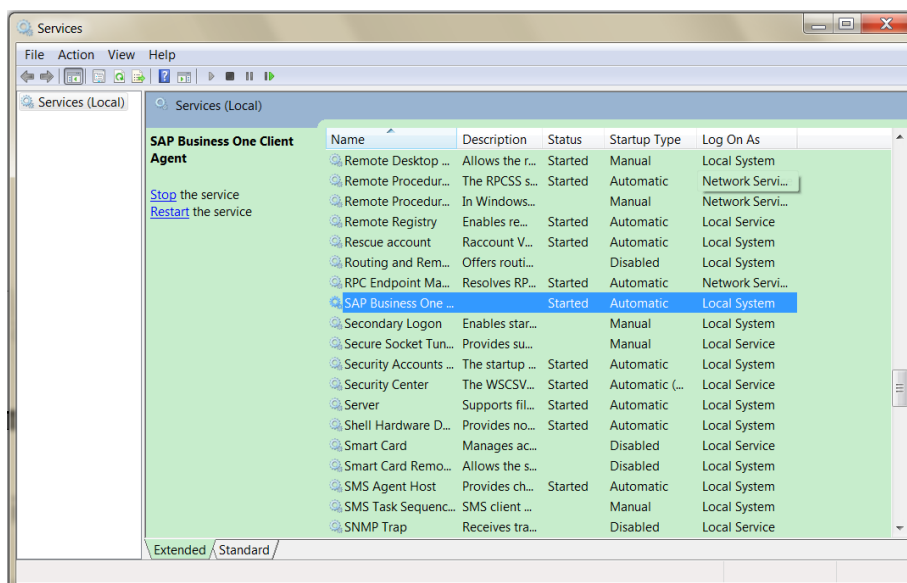 Services
File Action View Help
Services (Local)
Services (Local)
SAP Business One Client
Agent
Stop the service
Restart the service
Name Description Status Startup Type Log On As
Remote Desktop ... Allows the r... Started Manual Local System
Remote Procedur... The RPCSS s... Started Automatic Network Servi...
Remote Procedur... In Windows... Manual Network Servi...
Remote Registry Enables re... Started Automatic Local Service
Rescue account Raccount V... Started Automatic Local System
Routing and Rem... Offers routi... Disabled Local System
RPC Endpoint Ma... Resolves RP... Started Automatic Network Servi...
SAP Business One ... Started Automatic Local System
Secondary Logon Enables star... Manual Local System
Secure Socket Tun... Provides su... Manual Local Service
Security Accounts ... The startup ... Started Automatic Local System
Security Center The WSCSV... Started Automatic (... Local Service
Server Supports fil... Started Automatic Local System
Shell Hardware D... Provides no... Started Automatic Local System
Smart Card Manages ac... Disabled Local Service
Smart Card Remo... Allows the s... Disabled Local System
SMS Agent Host Provides ch... Started Automatic Local System
SMS Task Sequenc... SMS client ... Manual Local System
SNMP Trap Receives tra... Disabled Local Service
Extended Standard